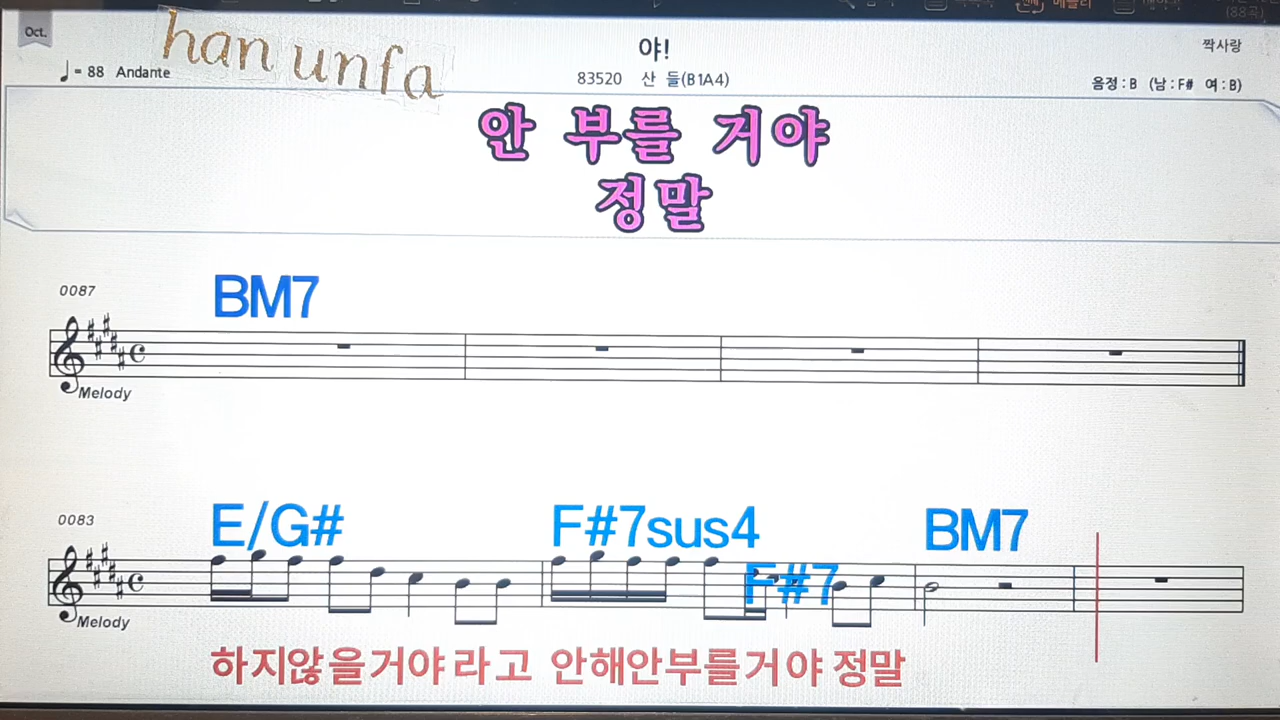 Oct.
han unfa
야!
짝사랑
♩= 88 Andante
83520 산 들(B1A4)
음정 : B (남 : F# 여 : B)
안 부를 거야
정말
0087
BM7
Melody
0083
E/G# F#7sus4 F#7 BM7
Melody
하지않을거야라고 안해안부를거야 정말